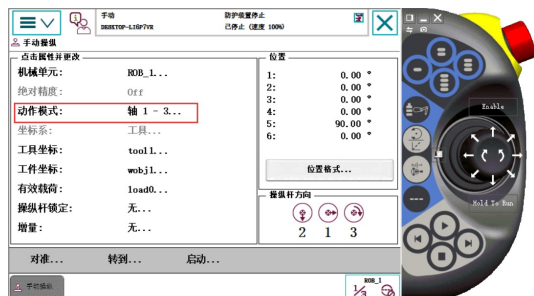 手动
防护装置停止
DESKTOP-LI6P7VR
已停止 (速度 100%)
手动操纵
点击属性并更改
机械单元: ROB_1...
绝对精度: Off
动作模式: 轴 1 - 3...
坐标系: 工具...
工具坐标: tool1...
工件坐标: wobj1...
有效载荷: load0...
操纵杆锁定: 无...
增量: 无...
位置
1: 0.00 °
2: 0.00 °
3: 0.00 °
4: 0.00 °
5: 90.00 °
6: 0.00 °
位置格式...
操纵杆方向
2 1 3
对准... 转到... 启动...
手动操纵
ROB_1
1/3
Enable
Hold To Run